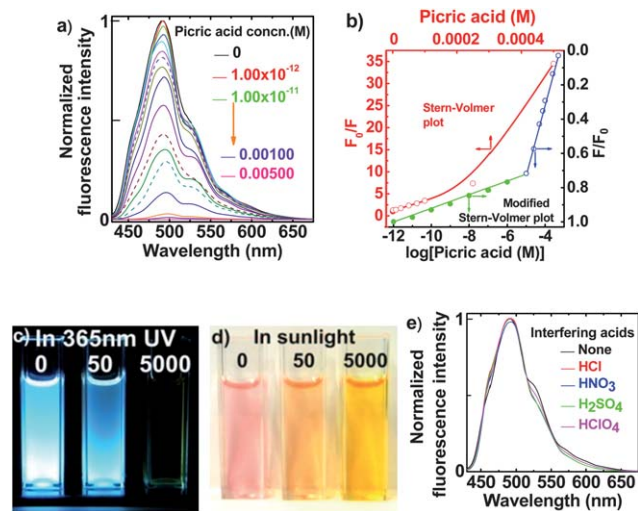 a)
Normalized
fluorescence intensity
1
0
Picric acid concn.(M)
0
1.00x10-12
1.00x10-11
0.00100
0.00500
450 500 550 600 650
Wavelength (nm)
b)
Picric acid (M)
0 0.0002 0.0004
F0/F
35
30
25
20
15
10
5
0
Stern-Volmer
plot
Modified
Stern-Volmer plot
0.0
0.2
0.4
0.6
0.8
1.0
F/F0
-12 -10 -8 -6 -4
log[Picric acid (M)]
c) In 365nm UV
0 50 5000
d) In sunlight
0 50 5000
e)
Normalized
fluorescence intensity
1
0
Interfering acids
None
HCl
HNO3
H2SO4
HClO4
450 500 550 600 650
Wavelength (nm)